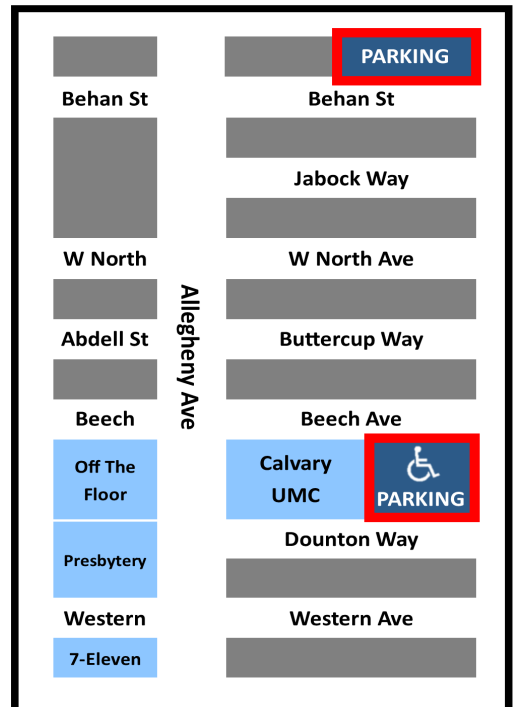 PARKING
Behan St
Behan St
Jabock Way
W North
W North Ave
Allegheny Ave
Abdell St
Buttercup Way
Beech
Beech Ave
Off The
Floor
Calvary
UMC
PARKING
Dounton Way
Presbytery
Western
Western Ave
7-Eleven